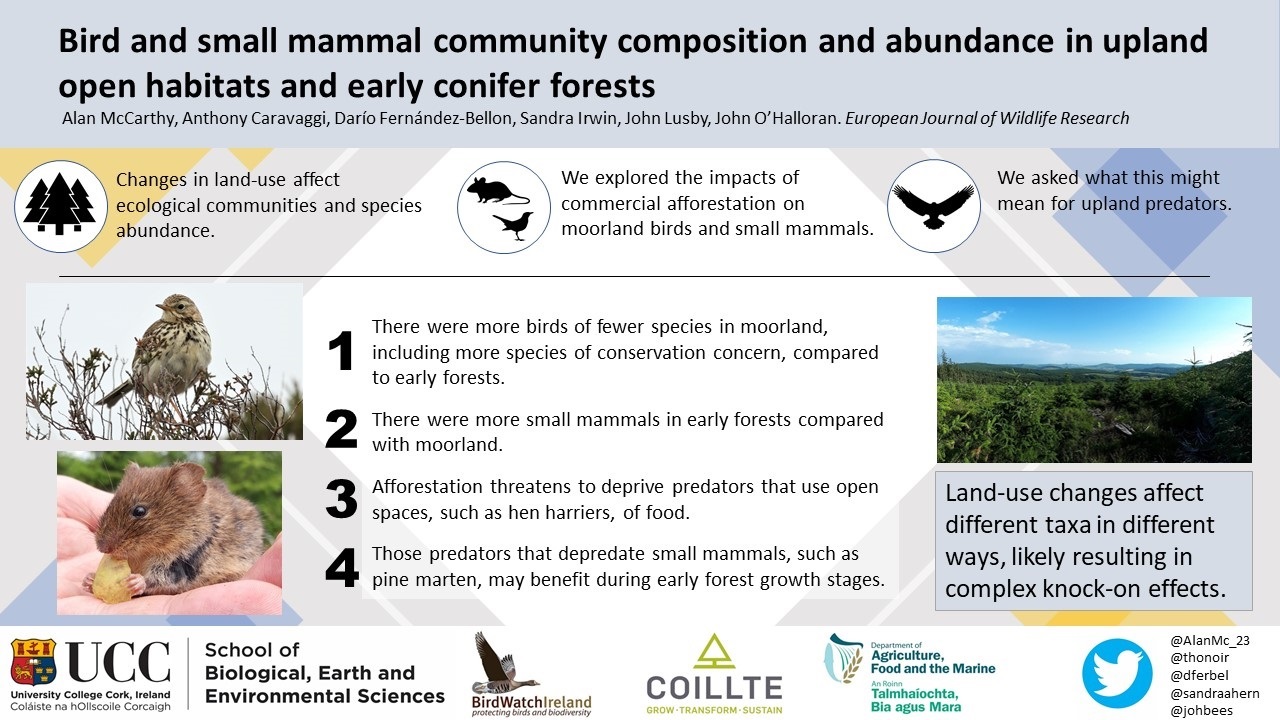 Bird and small mammal community composition and abundance in upland
open habitats and early conifer forests
Alan McCarthy, Anthony Caravaggi, Darío Fernández-Bellon, Sandra Irwin, John Lusby, John O’Halloran. European Journal of Wildlife Research
Changes in land-use affect
ecological communities and species
abundance.
We explored the impacts of
commercial afforestation on
moorland birds and small mammals.
We asked what this might
mean for upland predators.
1
There were more birds of fewer species in moorland,
including more species of conservation concern, compared
to early forests.
2
There were more small mammals in early forests compared
with moorland.
3
Afforestation threatens to deprive predators that use open
spaces, such as hen harriers, of food.
4
Those predators that depredate small mammals, such as
pine marten, may benefit during early forest growth stages.
Land-use changes affect
different taxa in different
ways, likely resulting in
complex knock-on effects.
UCC
University College Cork, Ireland
Coláiste na hOllscoile Corcaigh
School of
Biological, Earth and
Environmental Sciences
BirdWatchIreland
protecting birds and biodiversity
COILLTE
GROW · TRANSFORM · SUSTAIN
Department of
Agriculture,
Food and the Marine
An Roinn
Talmhaíochta,
Bia agus Mara
@AlanMc_23
@thonoir
@dferbel
@sandraahern
@johbees